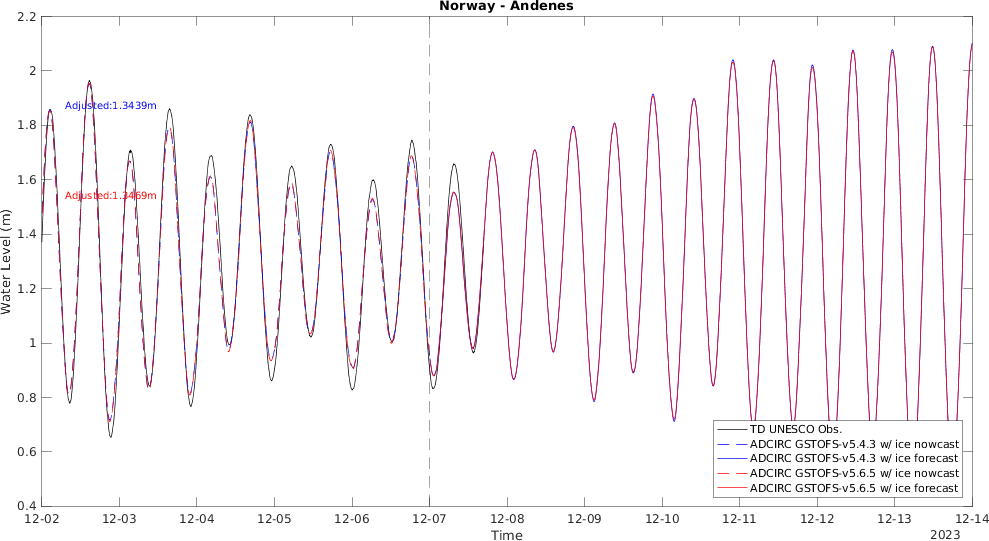 Norway - Andenes
Water Level (m)
2.2
2
1.8
1.6
1.4
1.2
1
0.8
0.6
0.4
Adjusted:1.3439m
Adjusted:1.3469m
TD UNESCO Obs.
ADCIRC GSTOFS-v5.4.3 w/ ice nowcast
ADCIRC GSTOFS-v5.4.3 w/ ice forecast
ADCIRC GSTOFS-v5.6.5 w/ ice nowcast
ADCIRC GSTOFS-v5.6.5 w/ ice forecast
12-02 12-03 12-04 12-05 12-06 12-07 12-08 12-09 12-10 12-11 12-12 12-13 12-14
Time
2023